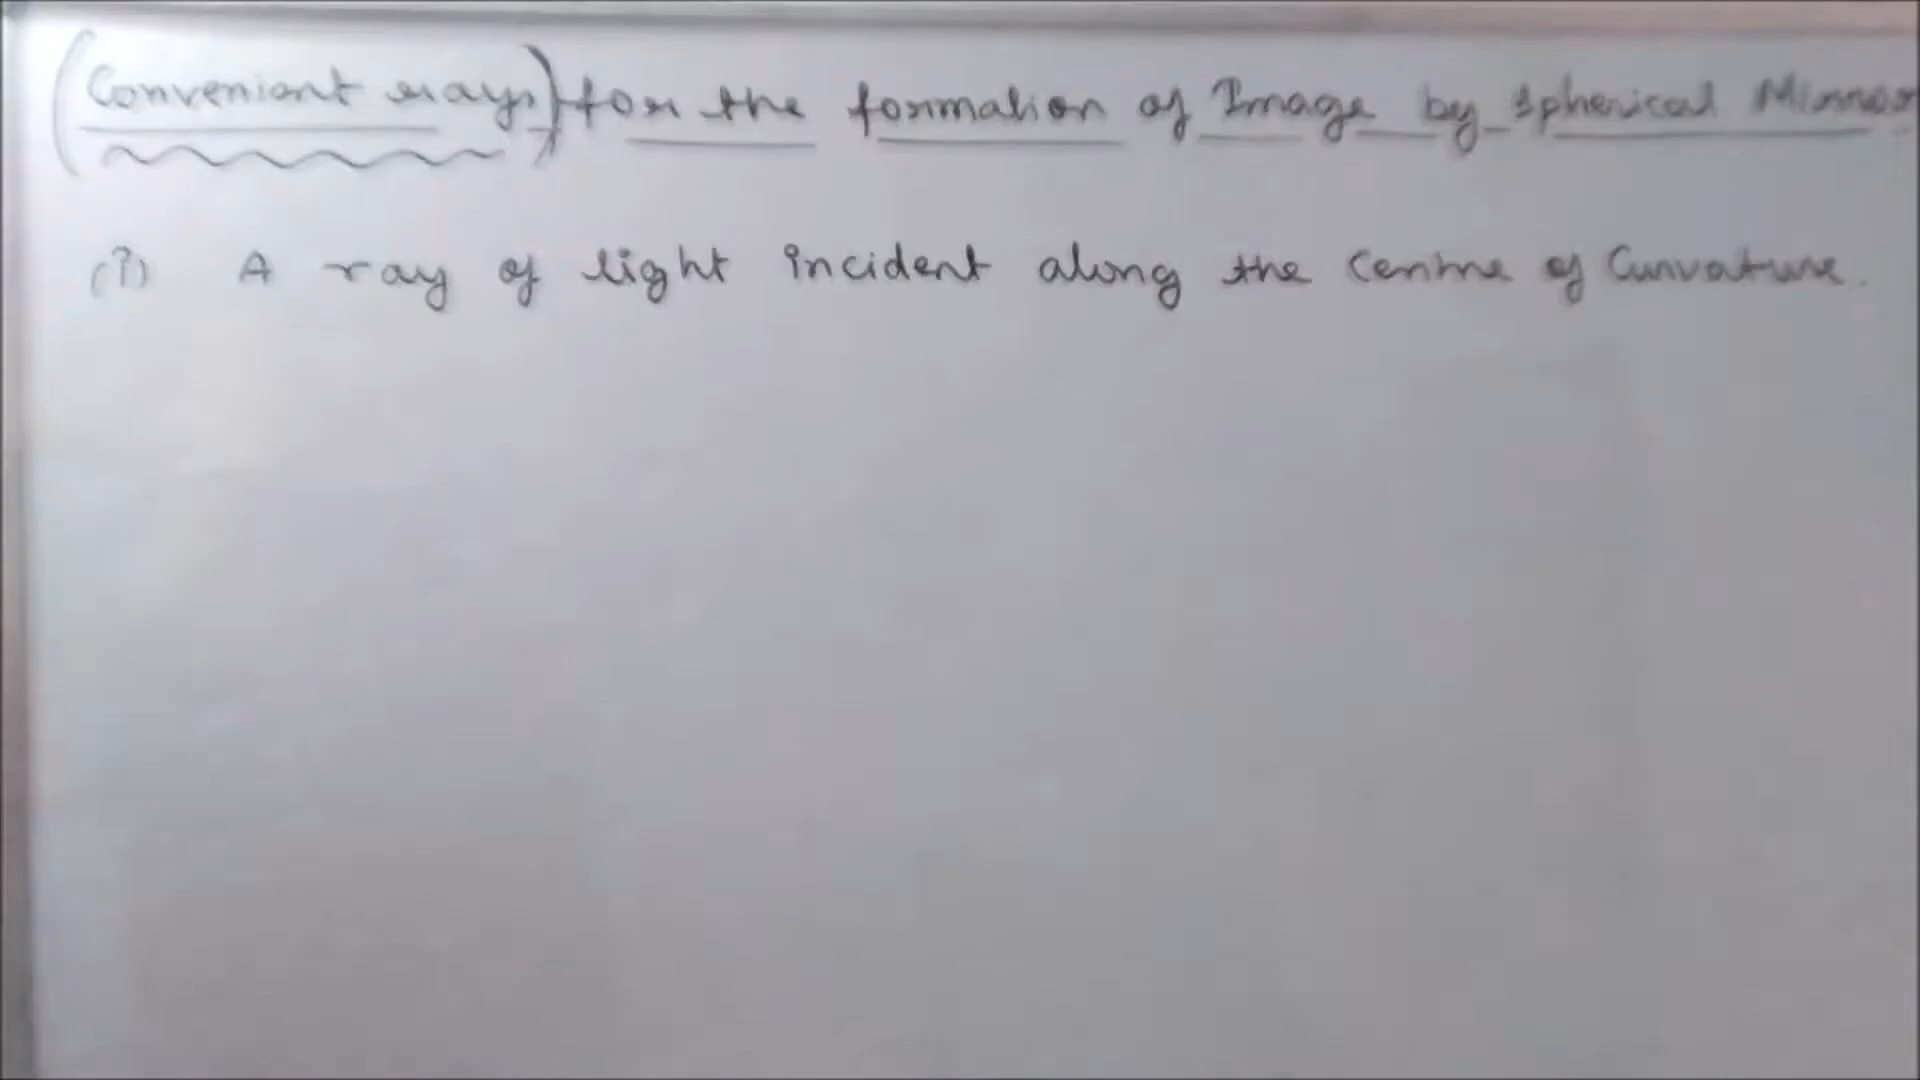 (Convenient rays) for the formation of Image by Spherical Mirror
(i) A ray of light incident along the Centre of Curvature.